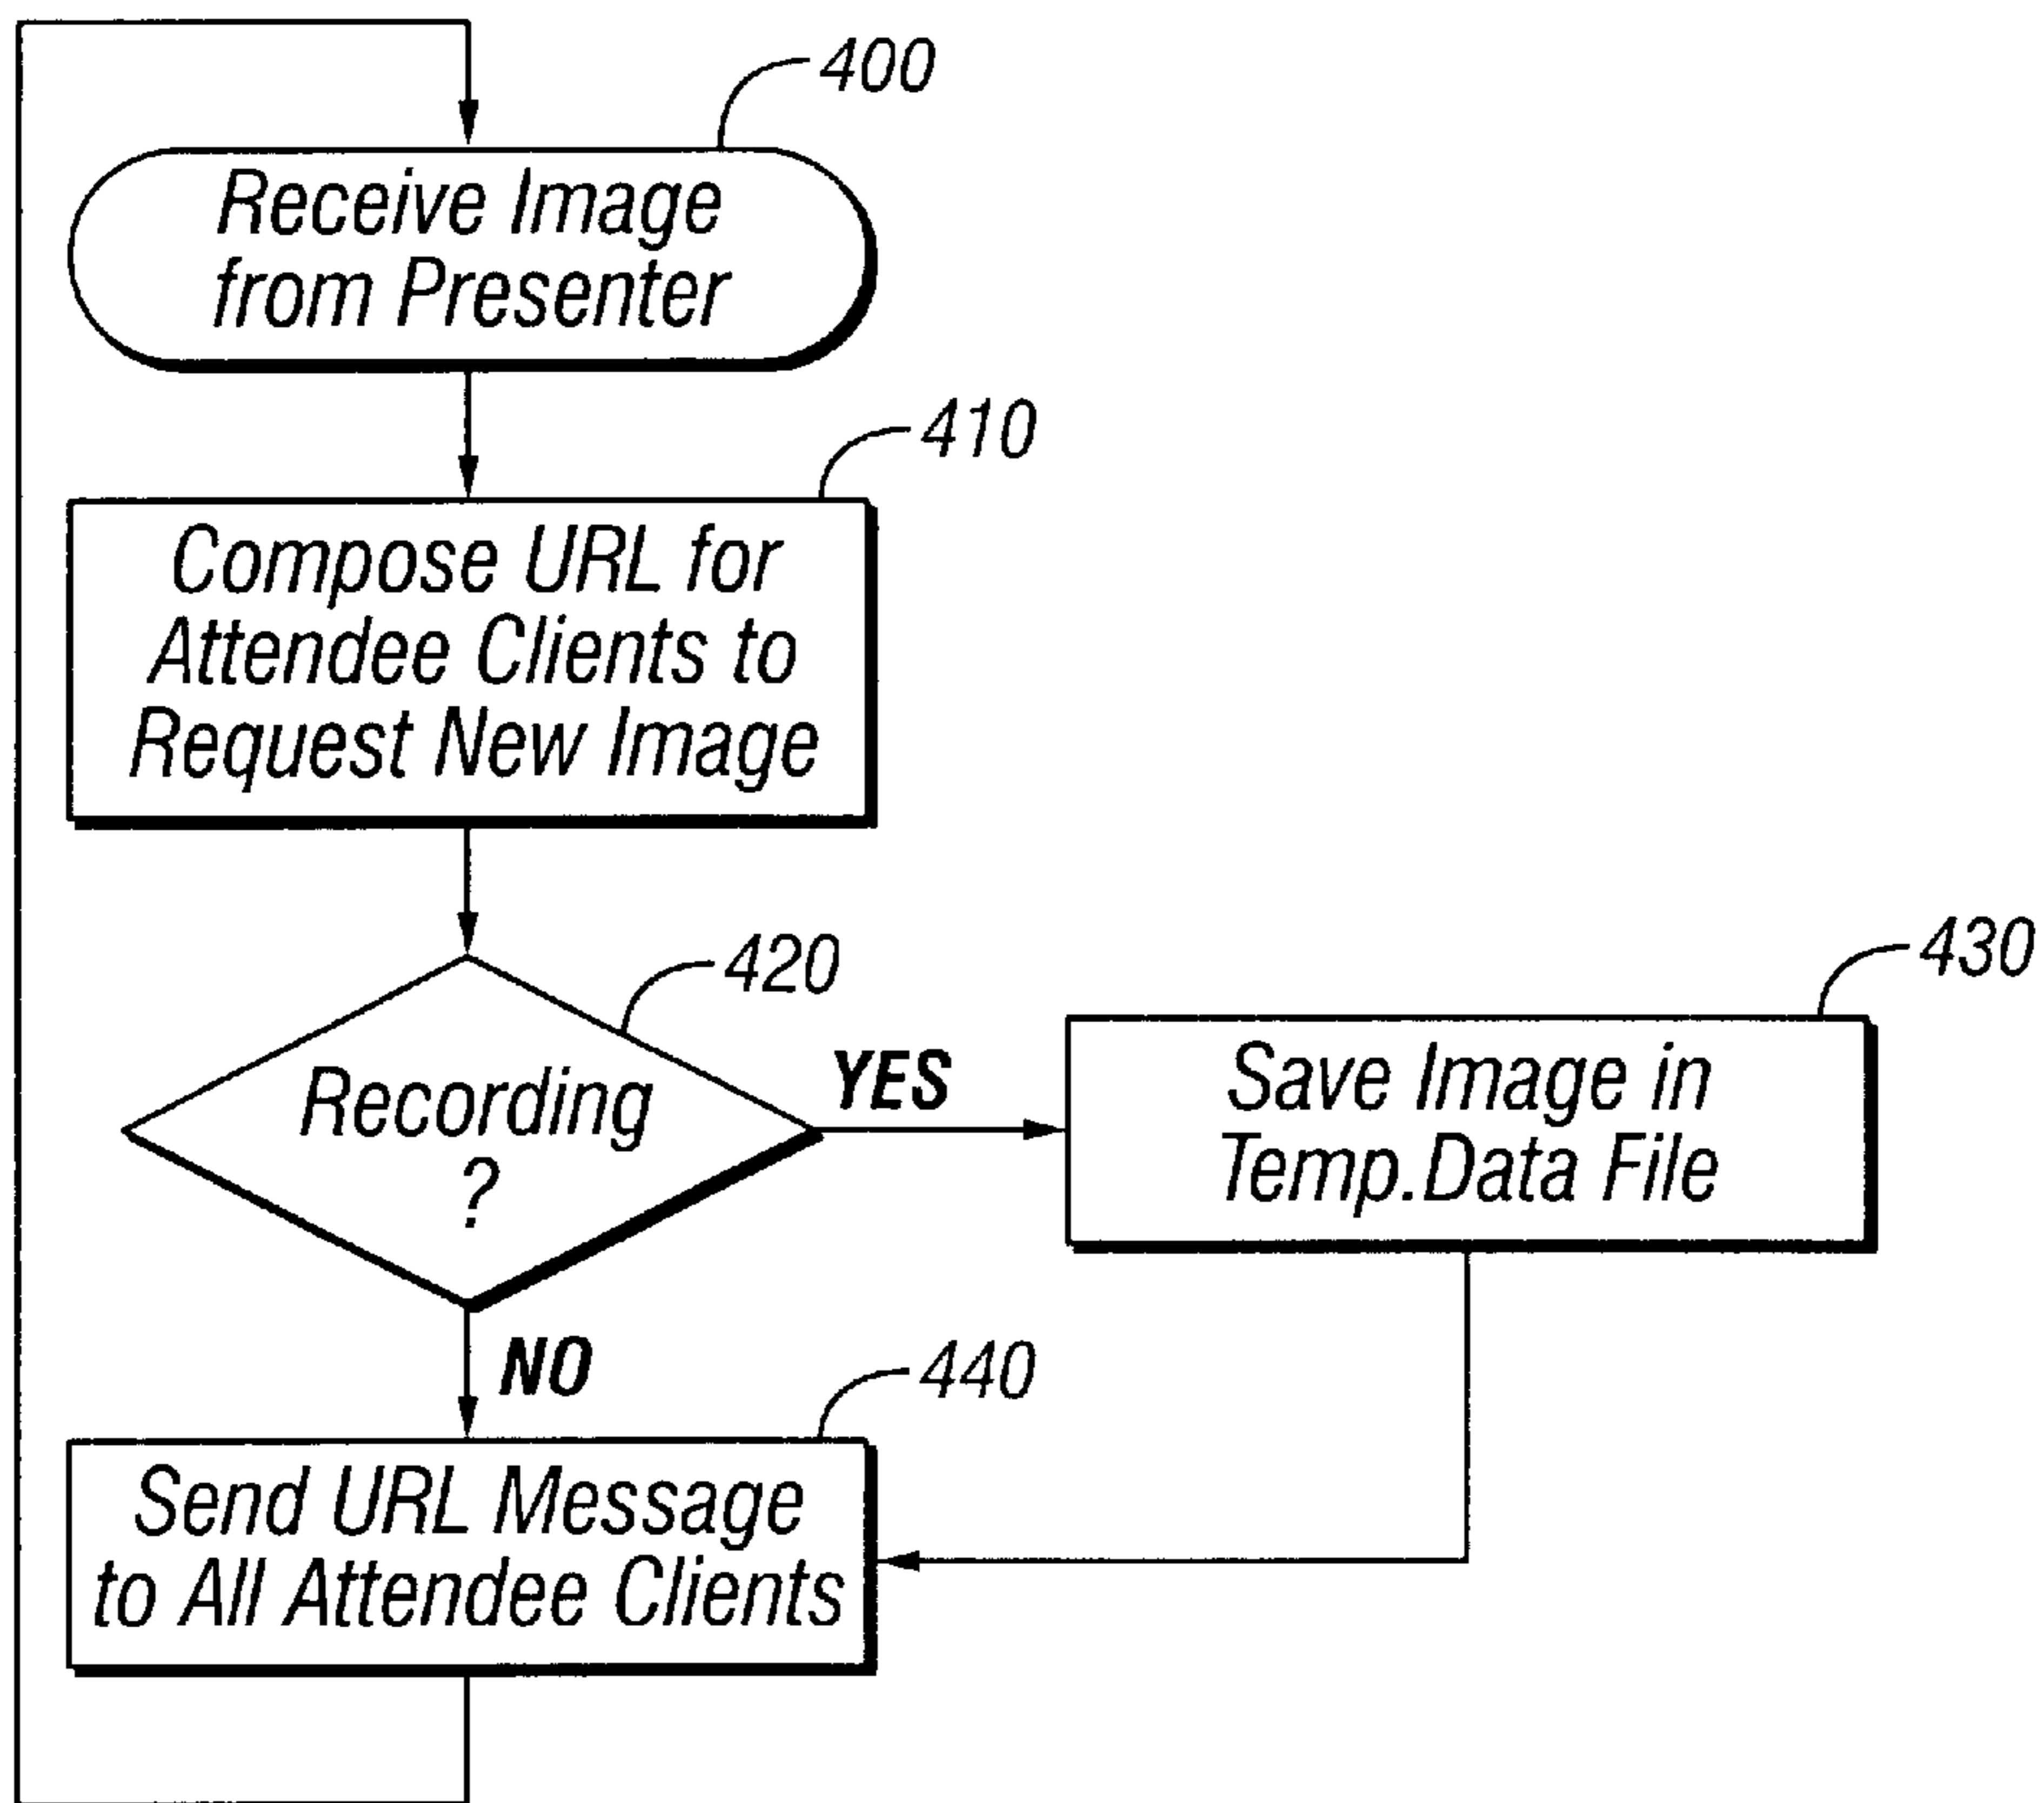 400
Receive Image
from Presenter
410
Compose URL for
Attendee Clients to
Request New Image
420
Recording
?
YES
430
Save Image in
Temp.Data File
NO
440
Send URL Message
to All Attendee Clients